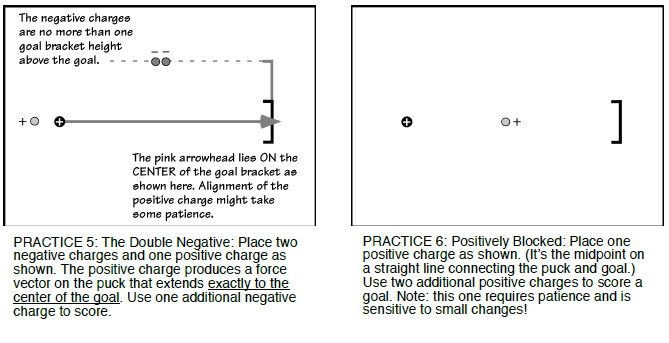 The negative charges
are no more than one
goal bracket height
above the goal.
− −
+
+
The pink arrowhead lies ON the
CENTER of the goal bracket as
shown here. Alignment of the
positive charge might take
some patience.
PRACTICE 5: The Double Negative: Place two
negative charges and one positive charge as
shown. The positive charge produces a force
vector on the puck that extends exactly to the
center of the goal. Use one additional negative
charge to score.
+
+
PRACTICE 6: Positively Blocked: Place one
positive charge as shown. (It's the midpoint on
a straight line connecting the puck and goal.)
Use two additional positive charges to score a
goal. Note: this one requires patience and is
sensitive to small changes!